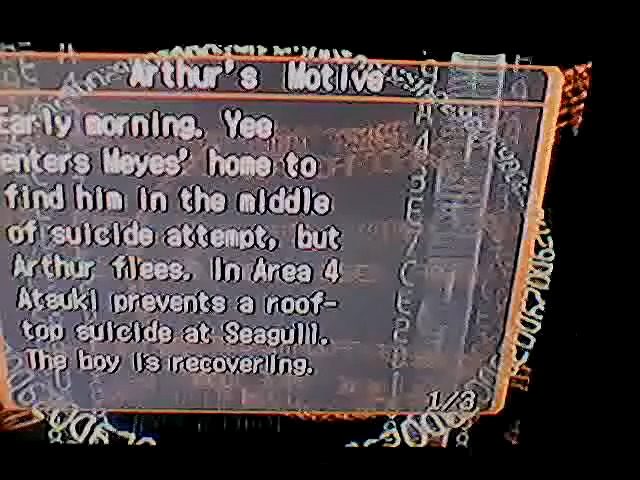 Arthur's Motive
Early morning. Yee
enters Meyes' home to
find him in the middle
of suicide attempt, but
Arthur flees. In Area 4
Atsuki prevents a roof-
top suicide at Seagull.
The boy is recovering.
1/3